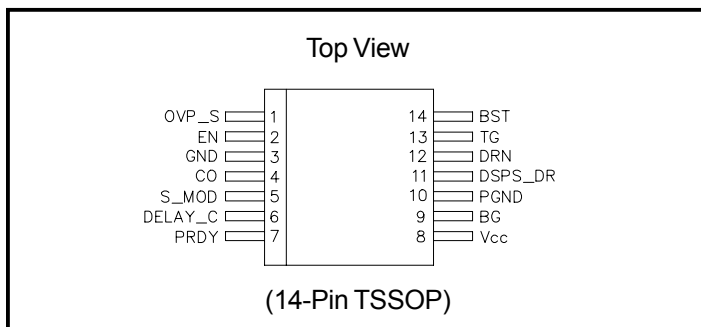 Top View
OVP_S 1 14 BST
EN 2 13 TG
GND 3 12 DRN
CO 4 11 DSPS_DR
S_MOD 5 10 PGND
DELAY_C 6 9 BG
PRDY 7 8 Vcc
(14-Pin TSSOP)